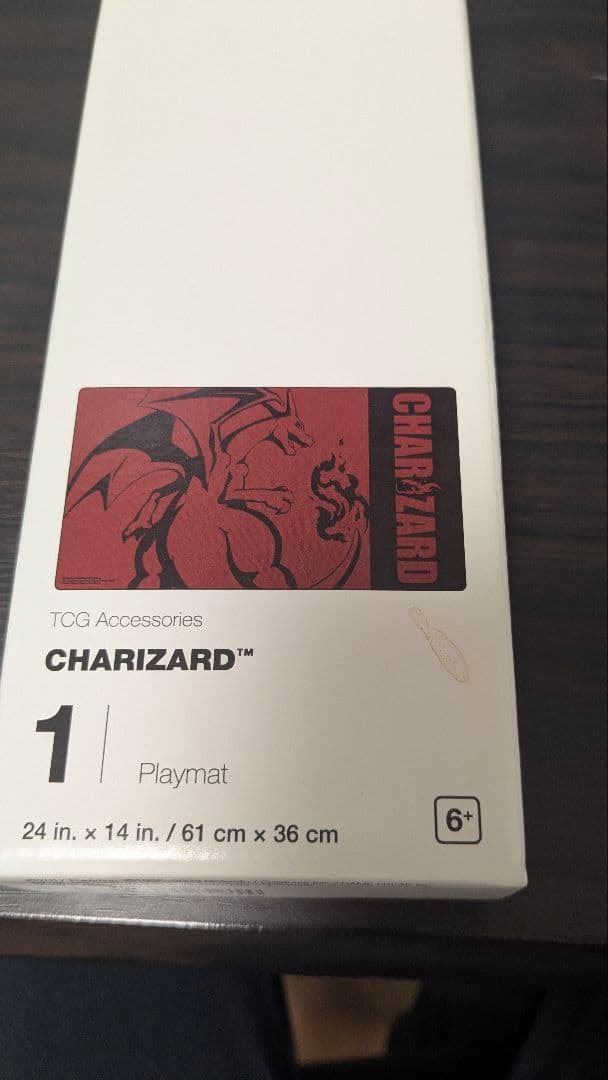 CHARIZARD
TCG Accessories
CHARIZARD™
1
Playmat
24 in. x 14 in. / 61 cm x 36 cm
6+